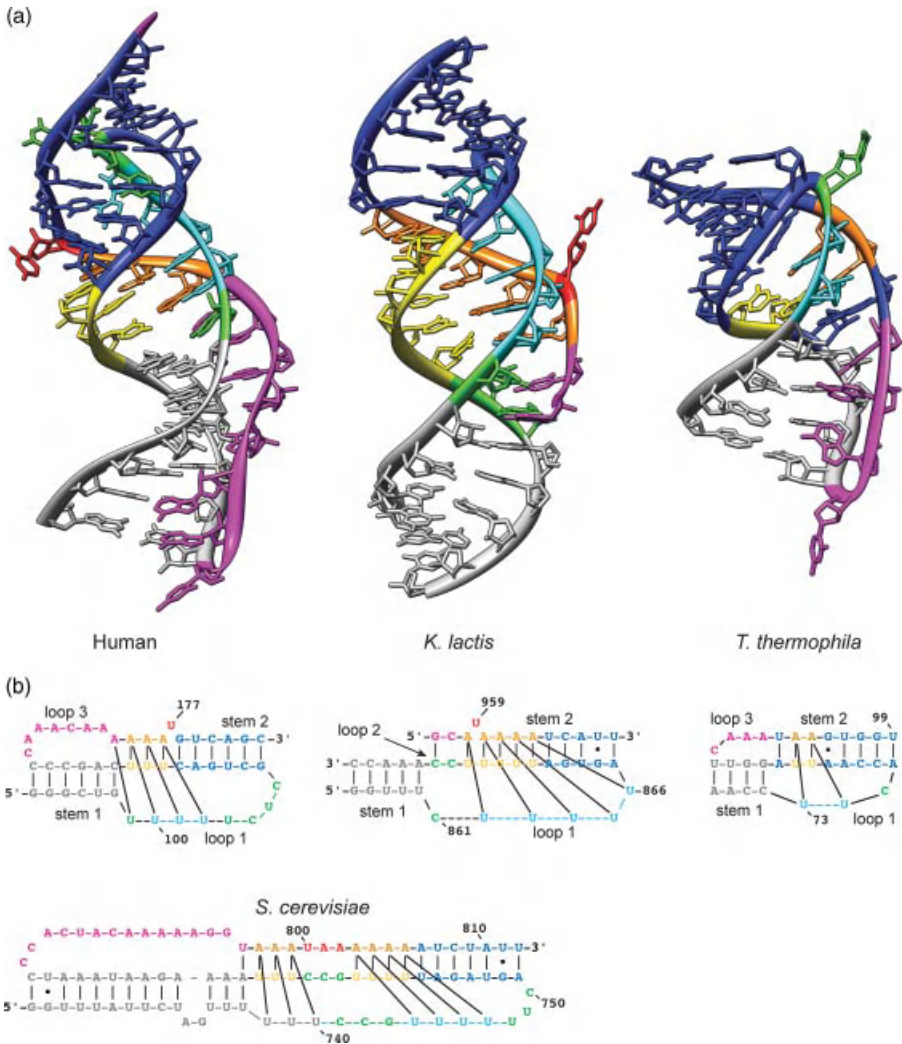 (a)
Human
K. lactis
T. thermophila
(b)
loop 3
177
U
stem 2
A-A-C-A-A
A-A-A-A-G-U-C-A-G-C-3'
A
C
C-C-C-G-A-C-U-U-U-C-A-G-U-C-G
5'
G-G-G-C-U-G
stem 1
U-U-U-U-U-C
U
C
100
loop 1
959
U
stem 2
loop 2
5'-G-C-A-A-A-A-A-U-C-A-U-U-3'
3'-C-C-A-A-A-C-C-U-U-U-U-U-A-G-U-G-A
5'-G-G-U-U-U
U
866
stem 1
C----U---U---U---U
861
loop 1
loop 3
stem 2
99
C-A-A-A-U-A-A-G-U-G-G-U
U-U-G-G-A-U-U-A-A-C-C-A
A-A-C-C
U--U
C
stem 1
73
loop 1
S. cerevisiae
A-C-U-A-C-A-A-A-A-A-G-G
800
810
C
C
U-A-A-A-U-A-A-A-A-A-A-U-C-U-A-U-U-3'
C-U-A-A-A-U-A-A-G-A-A-A-A-U-U-U-C-C-G-U-U-U-U-A-G-A-U-G-A
5'-G-G-U-U-U-A-U-U-C-U
U-U-U
A-G
U-U-U-C-C-G-U-U-U-U-U
U
C
750
740